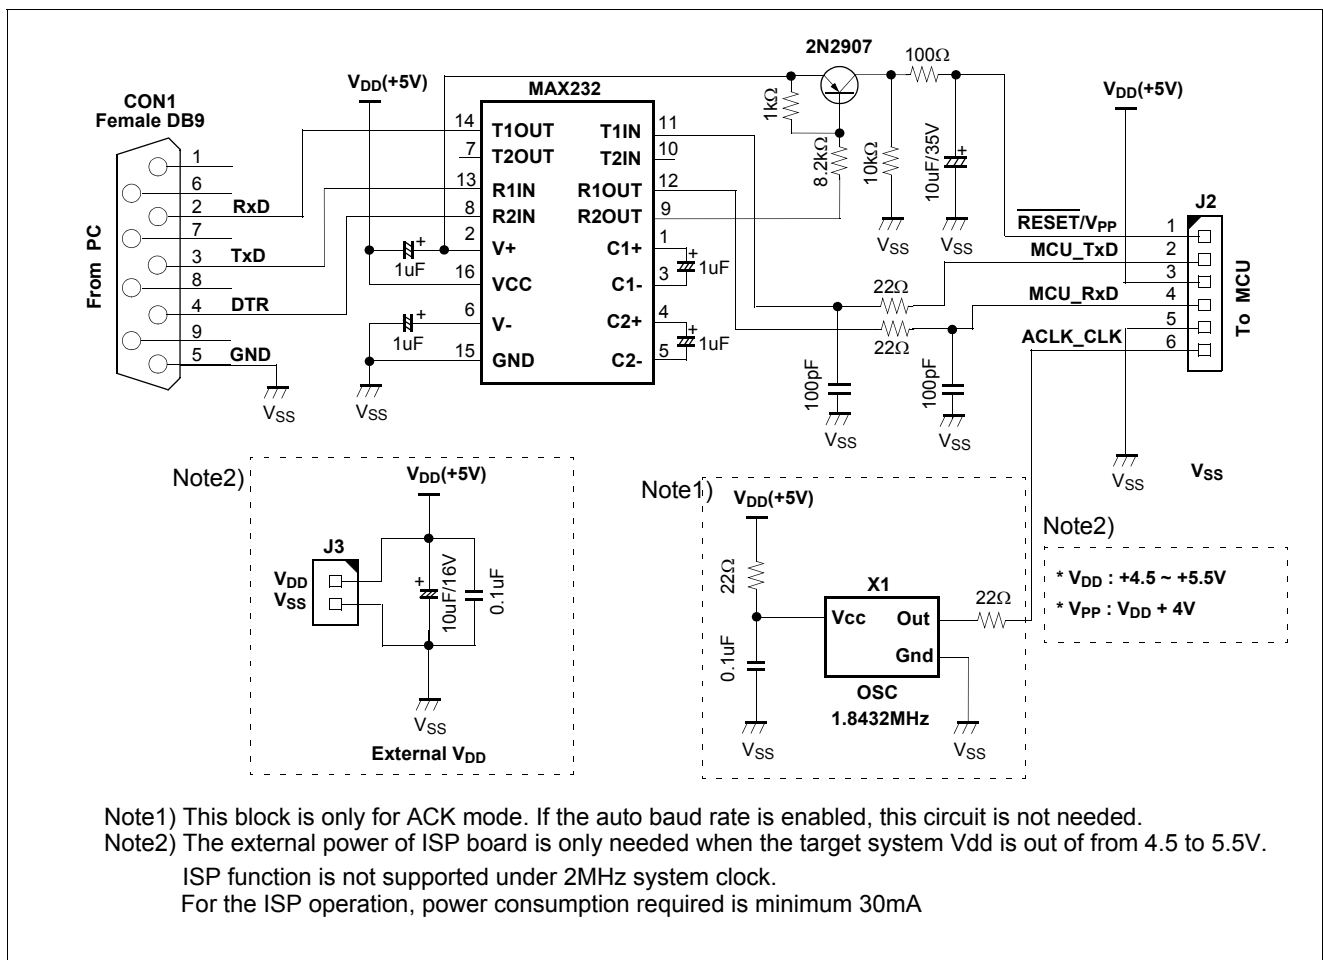 2N2907
100Ω
VDD(+5V)
MAX232
1kΩ
VDD(+5V)
CON1
Female DB9
14 T1OUT T1IN 11
7 T2OUT T2IN 10
13 R1IN R1OUT 12
8 R2IN R2OUT 9
2 V+ C1+ 1
16 VCC C1- 3
6 V- C2+ 4
15 GND C2- 5
1
6
2 RxD
7
3 TxD
8
4 DTR
9
5 GND
From PC
VSS
1uF
1uF
VSS
1uF
1uF
8.2kΩ
10kΩ
10uF/35V
VSS
VSS
J2
RESET/VPP 1
MCU_TxD 2
3
MCU_RxD 4
5
ACLK_CLK 6
To MCU
22Ω
22Ω
100pF
100pF
VSS
VSS
VSS
VSS
Note2)
VDD(+5V)
J3
VDD
VSS
10uF/16V
0.1uF
VSS
External VDD
Note1)
VDD(+5V)
22Ω
X1
Vcc Out
Gnd
22Ω
0.1uF
OSC
1.8432MHz
VSS
VSS
Note2)
* VDD : +4.5 ~ +5.5V
* VPP : VDD + 4V
Note1) This block is only for ACK mode. If the auto baud rate is enabled, this circuit is not needed.
Note2) The external power of ISP board is only needed when the target system Vdd is out of from 4.5 to 5.5V.
ISP function is not supported under 2MHz system clock.
For the ISP operation, power consumption required is minimum 30mA